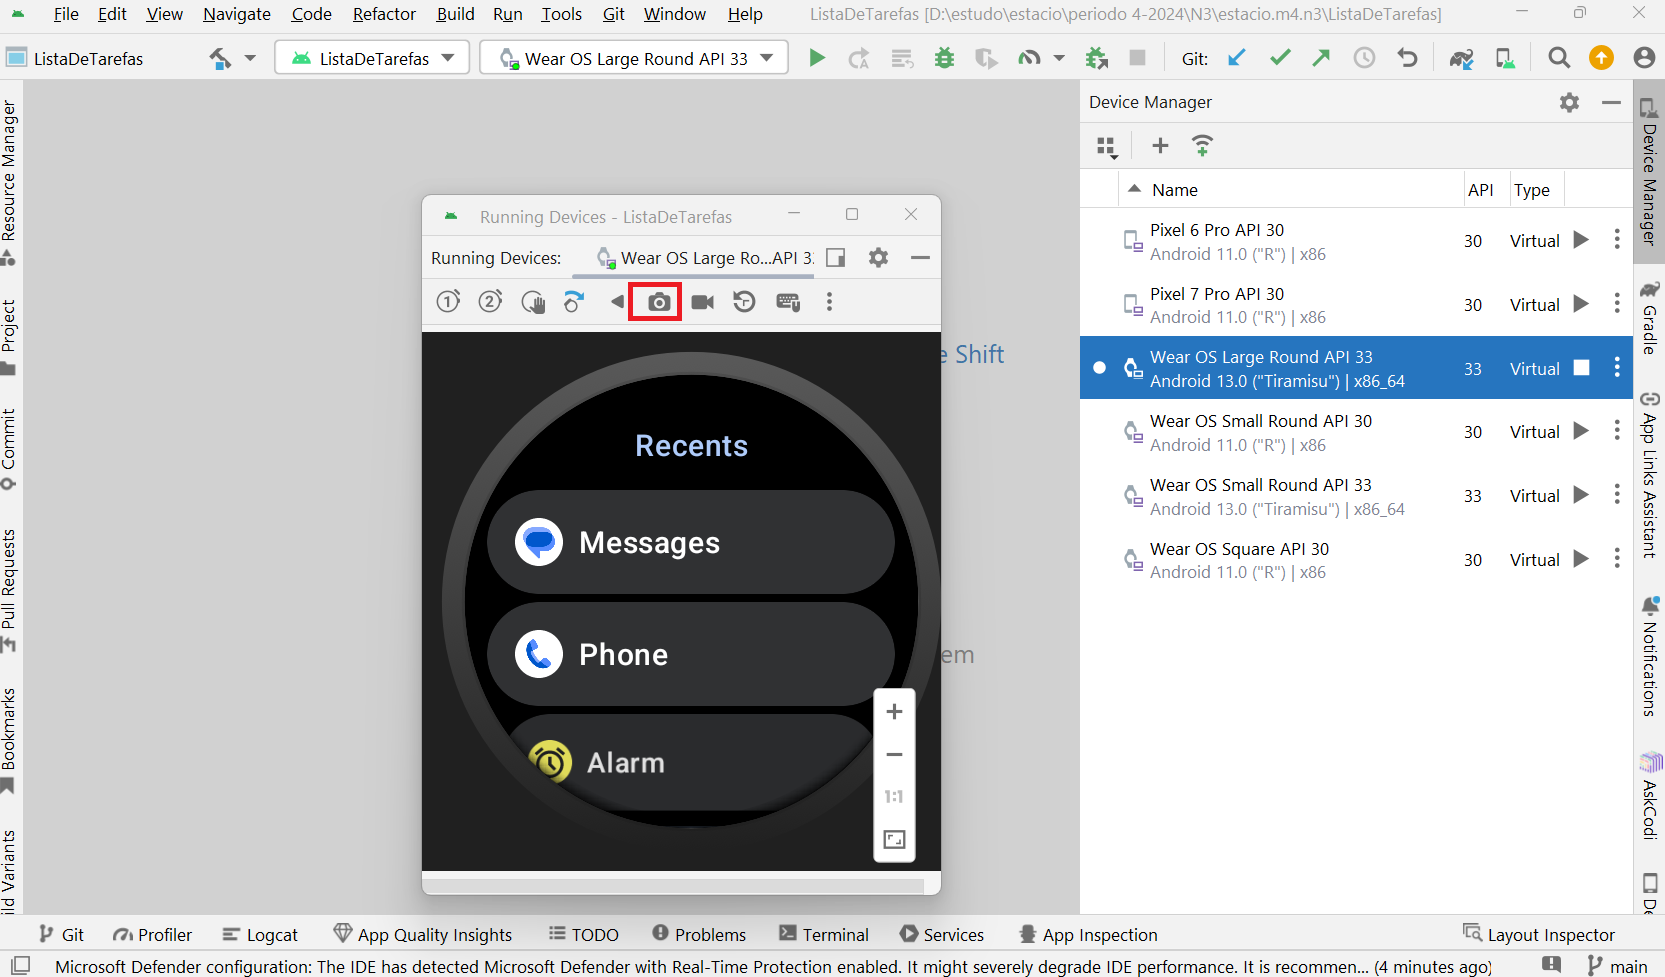 File Edit View Navigate Code Refactor Build Run Tools Git Window Help ListaDeTarefas [D:\estudo\estacio\periodo 4-2024\N3\estacio.m4.n3\ListaDeTarefas]
ListaDeTarefas ListaDeTarefas Wear OS Large Round API 33 Git:
Resource Manager
Project
Commit
Pull Requests
Bookmarks
ild Variants
Running Devices - ListaDeTarefas
Running Devices: Wear OS Large Ro...API 3
1 2
e Shift
Recents
Messages
Phone
Alarm
em
1:1
Device Manager
Name API Type
Pixel 6 Pro API 30
Android 11.0 ("R") | x86
30 Virtual
Pixel 7 Pro API 30
Android 11.0 ("R") | x86
30 Virtual
Wear OS Large Round API 33
Android 13.0 ("Tiramisu") | x86_64
33 Virtual
Wear OS Small Round API 30
Android 11.0 ("R") | x86
30 Virtual
Wear OS Small Round API 33
Android 13.0 ("Tiramisu") | x86_64
33 Virtual
Wear OS Square API 30
Android 11.0 ("R") | x86
30 Virtual
Device Manager
Gradle
App Links Assistant
Notifications
AskCodi
De
Git Profiler Logcat App Quality Insights TODO Problems Terminal Services App Inspection Layout Inspector
Microsoft Defender configuration: The IDE has detected Microsoft Defender with Real-Time Protection enabled. It might severely degrade IDE performance. It is recommen... (4 minutes ago) main